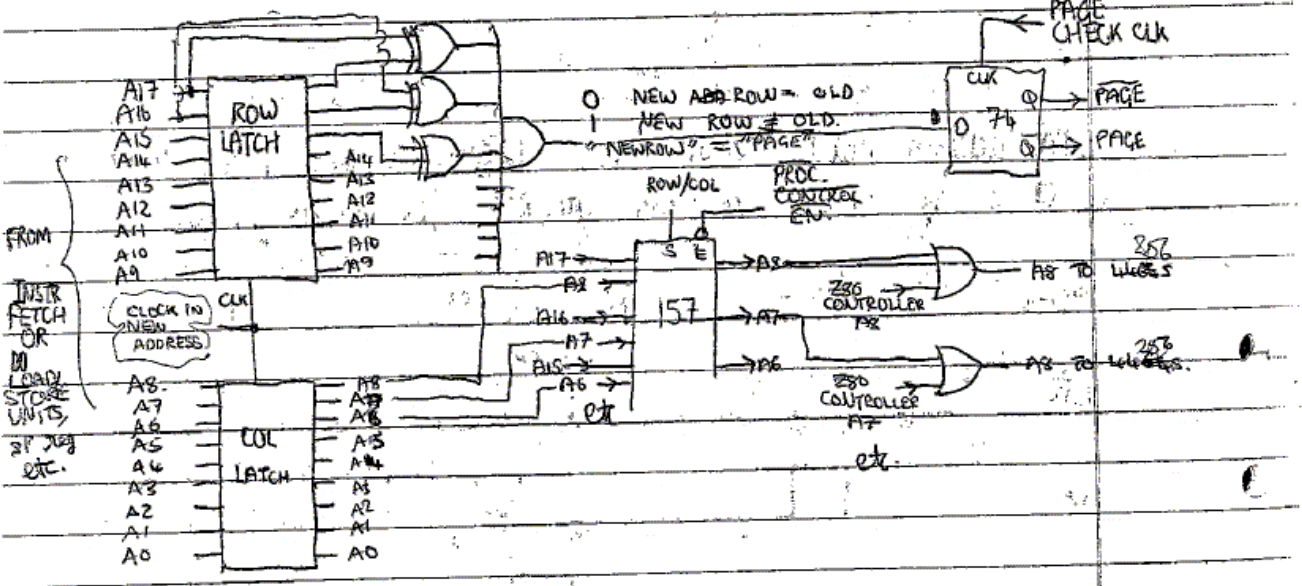 PAGE
CHECK CLK
A17
A16
A15
A14
A13
A12
A11
A10
A9
ROW
LATCH
A14
A13
A12
A11
A10
A9
0 NEW ROW = OLD
1 NEW ROW ≠ OLD
"NEWROW" = "PAGE"
CLK
D 74
Q
Q̅
P̅A̅G̅E̅
PAGE
FROM
INSTR
FETCH
OR
LOAD/
STORE
UNITS,
etc.
CLOCK IN
NEW
ADDRESS
CLK
ROW/COL
PROC.
CONTROL
EN.
S E
157
A17
A8
A16
A7
A15
A6
etc
A8
A7
A6
Z80
CONTROLLER
A8
A8 TO 256
Z80
CONTROLLER
A7
A8 TO 256
etc.
A8
A7
A6
A5
A4
A3
A2
A1
A0
COL
LATCH
A8
A7
A6
A5
A4
A3
A2
A1
A0